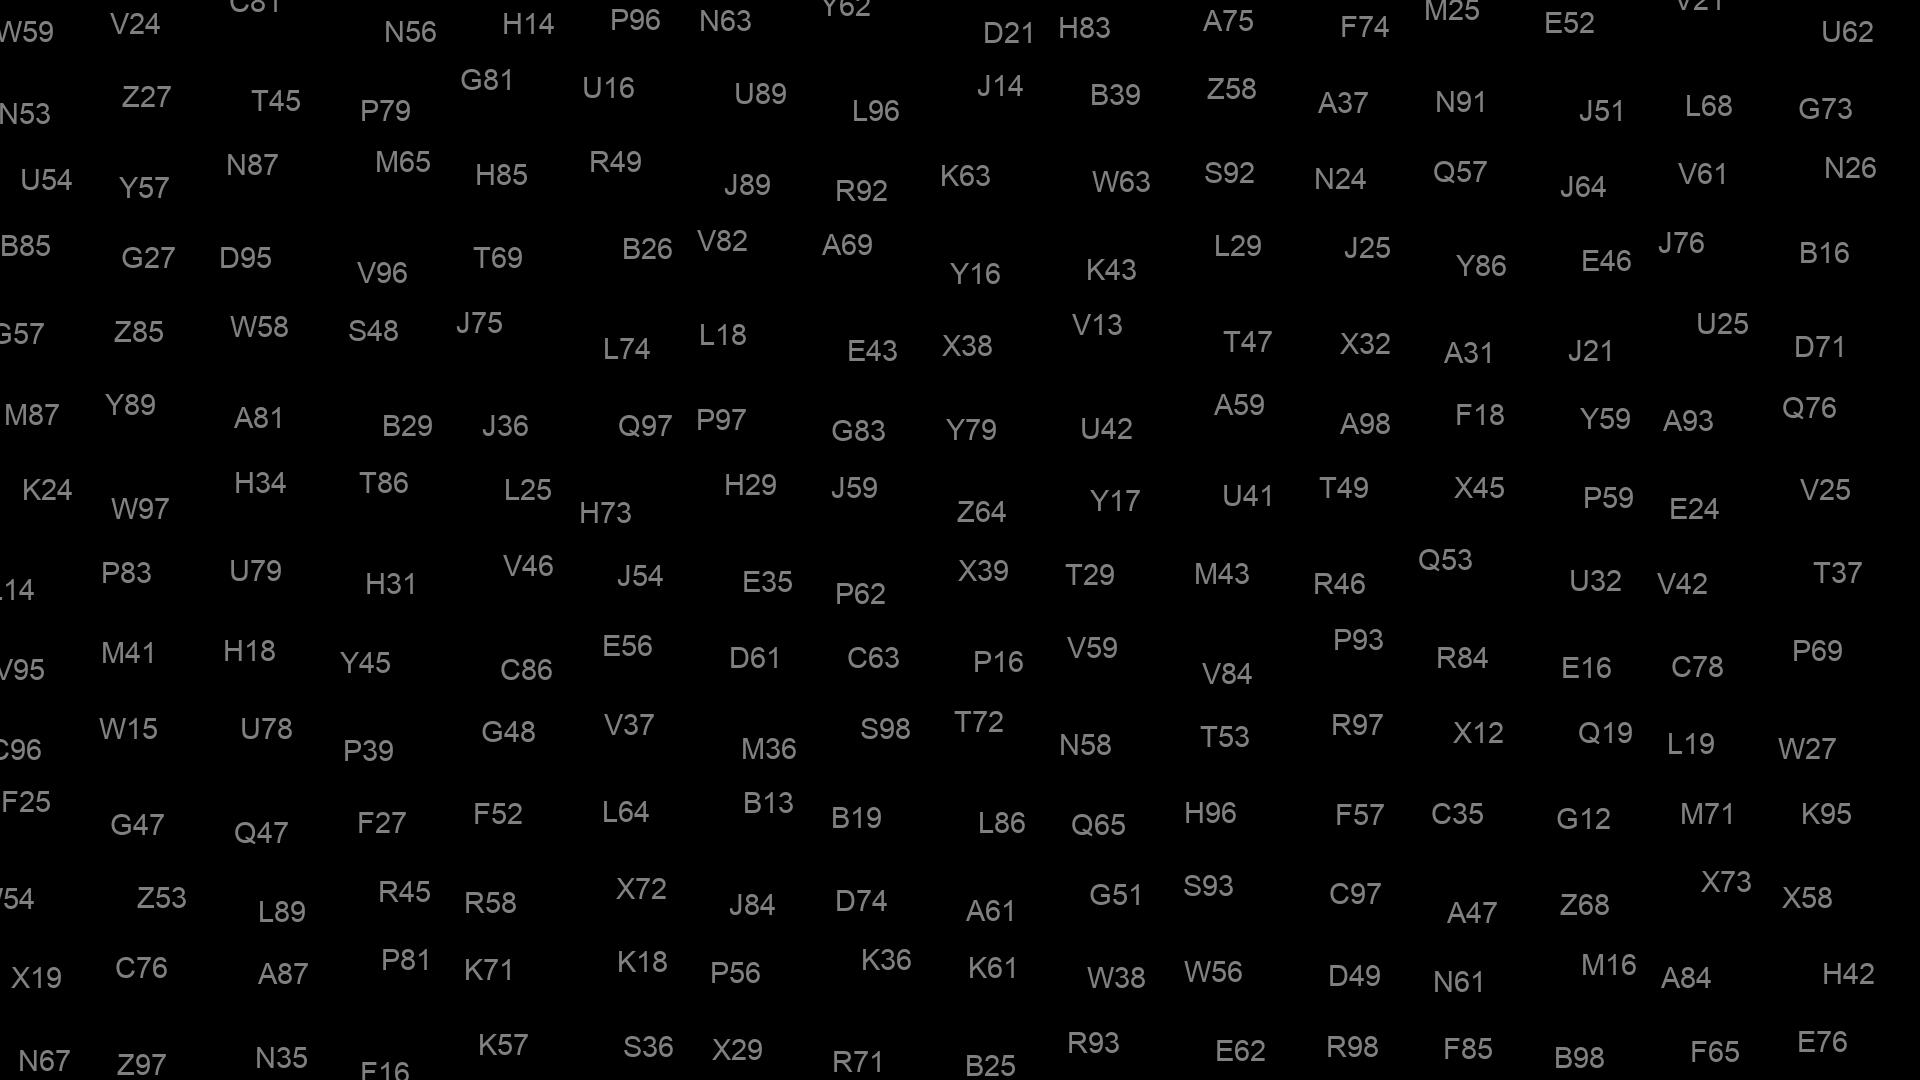 W59 V24 C81 N56 H14 P96 N63 Y62 D21 H83 A75 F74 M25 E52 V21 U62
N53 Z27 T45 P79 G81 U16 U89 L96 J14 B39 Z58 A37 N91 J51 L68 G73
U54 Y57 N87 M65 H85 R49 J89 R92 K63 W63 S92 N24 Q57 J64 V61 N26
B85 G27 D95 V96 T69 B26 V82 A69 Y16 K43 L29 J25 Y86 E46 J76 B16
G57 Z85 W58 S48 J75 L74 L18 E43 X38 V13 T47 X32 A31 J21 U25 D71
M87 Y89 A81 B29 J36 Q97 P97 G83 Y79 U42 A59 A98 F18 Y59 A93 Q76
K24 W97 H34 T86 L25 H73 H29 J59 Z64 Y17 U41 T49 X45 P59 E24 V25
14 P83 U79 H31 V46 J54 E35 P62 X39 T29 M43 R46 Q53 U32 V42 T37
V95 M41 H18 Y45 C86 E56 D61 C63 P16 V59 V84 P93 R84 E16 C78 P69
C96 W15 U78 P39 G48 V37 M36 S98 T72 N58 T53 R97 X12 Q19 L19 W27
F25 G47 Q47 F27 F52 L64 B13 B19 L86 Q65 H96 F57 C35 G12 M71 K95
54 Z53 L89 R45 R58 X72 J84 D74 A61 G51 S93 C97 A47 Z68 X73 X58
X19 C76 A87 P81 K71 K18 P56 K36 K61 W38 W56 D49 N61 M16 A84 H42
N67 Z97 N35 F16 K57 S36 X29 R71 B25 R93 E62 R98 F85 B98 F65 E76